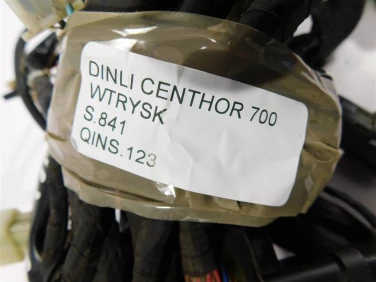 DINLI CENTHOR 700
WTRYSK
S.841
QINS.123